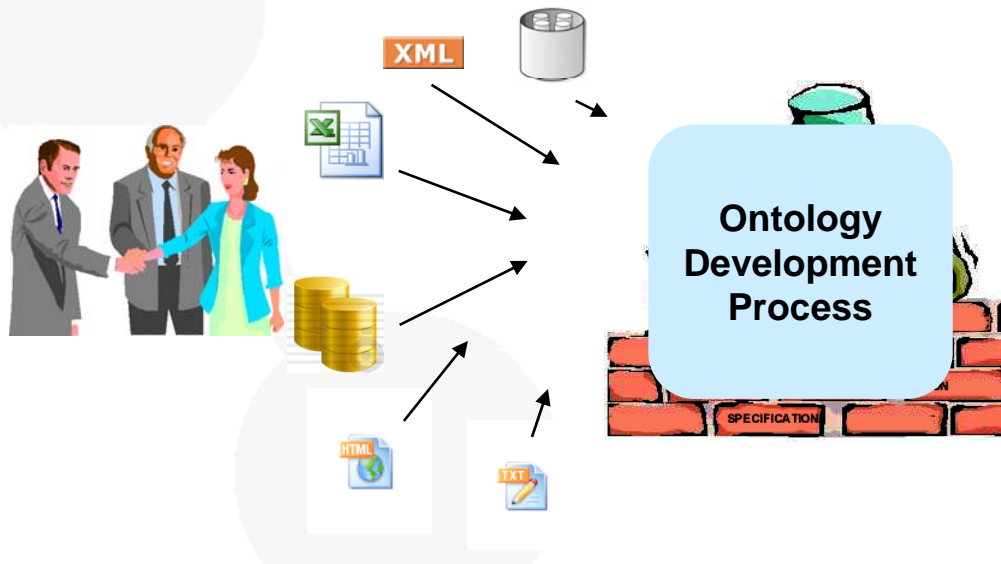 XML
Ontology
Development
Process
HTML
TXT
N
SPECIFICATION